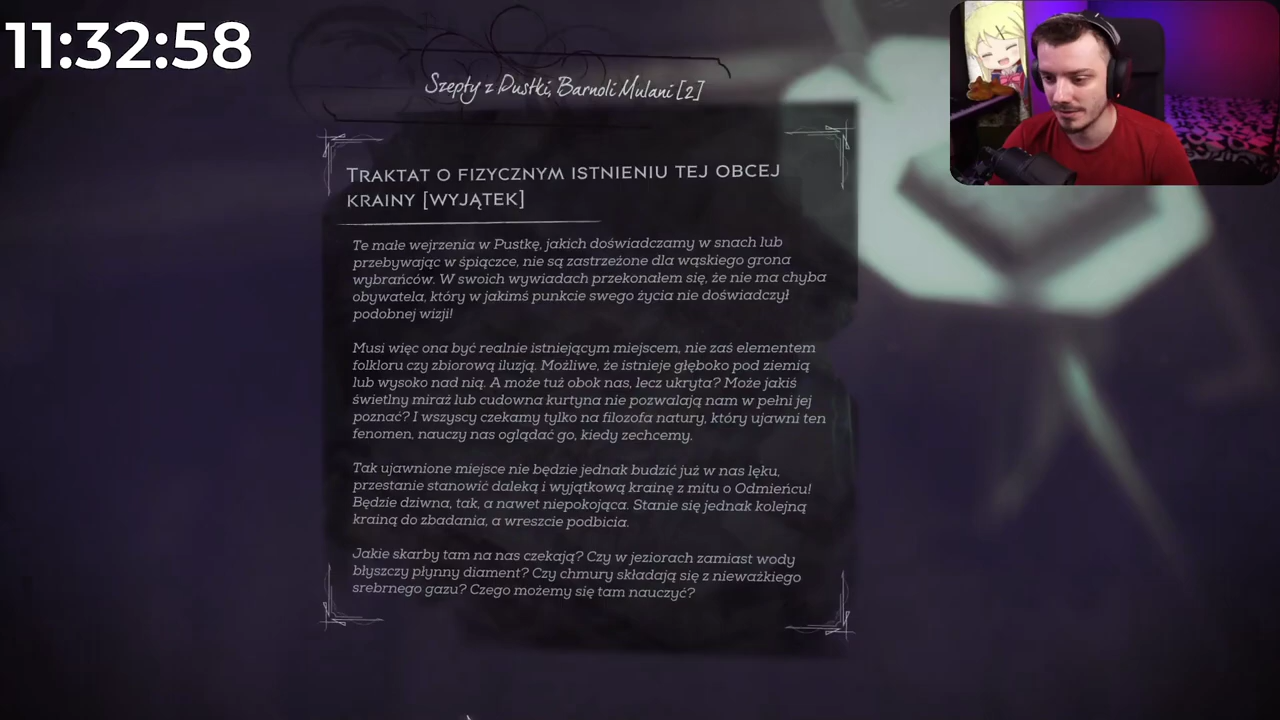 11:32:58
Szepty z Pustki, Barnoli Mulani [2]
Traktat o fizycznym istnieniu tej obcej
krainy [wyjątek]
Te małe wejrzenia w Pustkę, jakich doświadczamy w snach lub
przebywając w śpiączce, nie są zastrzeżone dla wąskiego grona
wybrańców. W swoich wywiadach przekonałem się, że nie ma chyba
obywatela, który w jakimś punkcie swego życia nie doświadczył
podobnej wizji!
Musi więc ona być realnie istniejącym miejscem, nie zaś elementem
folkloru czy zbiorową iluzją. Możliwe, że istnieje głęboko pod ziemią
lub wysoko nad nią. A może tuż obok nas, lecz ukryta? Może jakiś
świetlny miraż lub cudowna kurtyna nie pozwalają nam w pełni jej
poznać? I wszyscy czekamy tylko na filozofa natury, który ujawni ten
fenomen, nauczy nas oglądać go, kiedy zechcemy.
Tak ujawnione miejsce nie będzie jednak budzić już w nas lęku,
przestanie stanowić daleką i wyjątkową krainę z mitu o Odmieńcu!
Będzie dziwna, tak, a nawet niepokojąca. Stanie się jednak kolejną
krainą do zbadania, a wreszcie podbicia.
Jakie skarby tam na nas czekają? Czy w jeziorach zamiast wody
błyszczy płynny diament? Czy chmury składają się z nieważkiego
srebrnego gazu? Czego możemy się tam nauczyć?